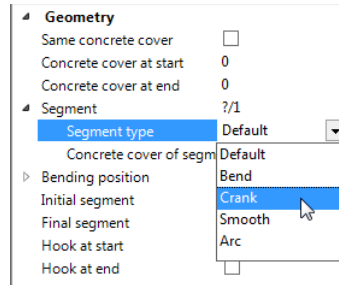 Geometry
Same concrete cover
Concrete cover at start 0
Concrete cover at end 0
Segment ?/1
Segment type Default
Concrete cover of segm Default
Bending position Bend
Initial segment Crank
Final segment Smooth
Hook at start Arc
Hook at end